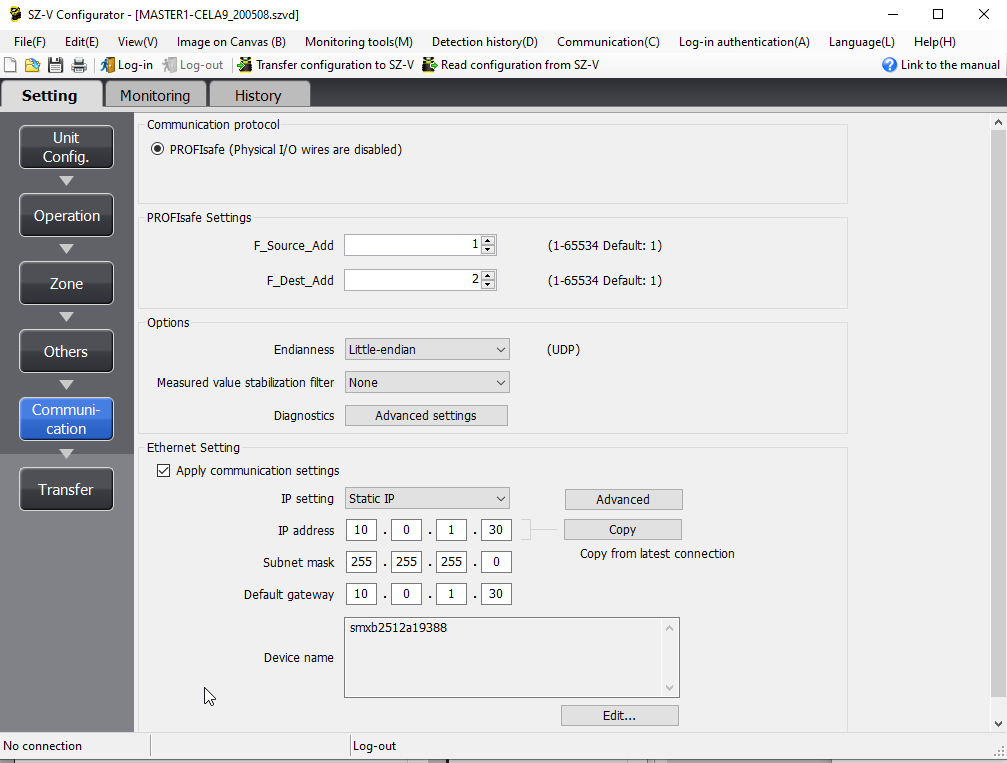 SZ-V Configurator - [MASTER1-CELA9_200508.szvd]
File(F) Edit(E) View(V) Image on Canvas (B) Monitoring tools(M) Detection history(D) Communication(C) Log-in authentication(A) Language(L) Help(H)
Log-in Log-out Transfer configuration to SZ-V Read configuration from SZ-V Link to the manual
Setting Monitoring History
Unit
Config.
Operation
Zone
Others
Communi-
cation
Transfer
Communication protocol
PROFIsafe (Physical I/O wires are disabled)
PROFIsafe Settings
F_Source_Add 1 (1-65534 Default: 1)
F_Dest_Add 2 (1-65534 Default: 1)
Options
Endianness Little-endian (UDP)
Measured value stabilization filter None
Diagnostics Advanced settings
Ethernet Setting
Apply communication settings
IP setting Static IP Advanced
IP address 10 . 0 . 1 . 30 Copy
Copy from latest connection
Subnet mask 255 . 255 . 255 . 0
Default gateway 10 . 0 . 1 . 30
smxb2512a19388
Device name
Edit...
No connection Log-out